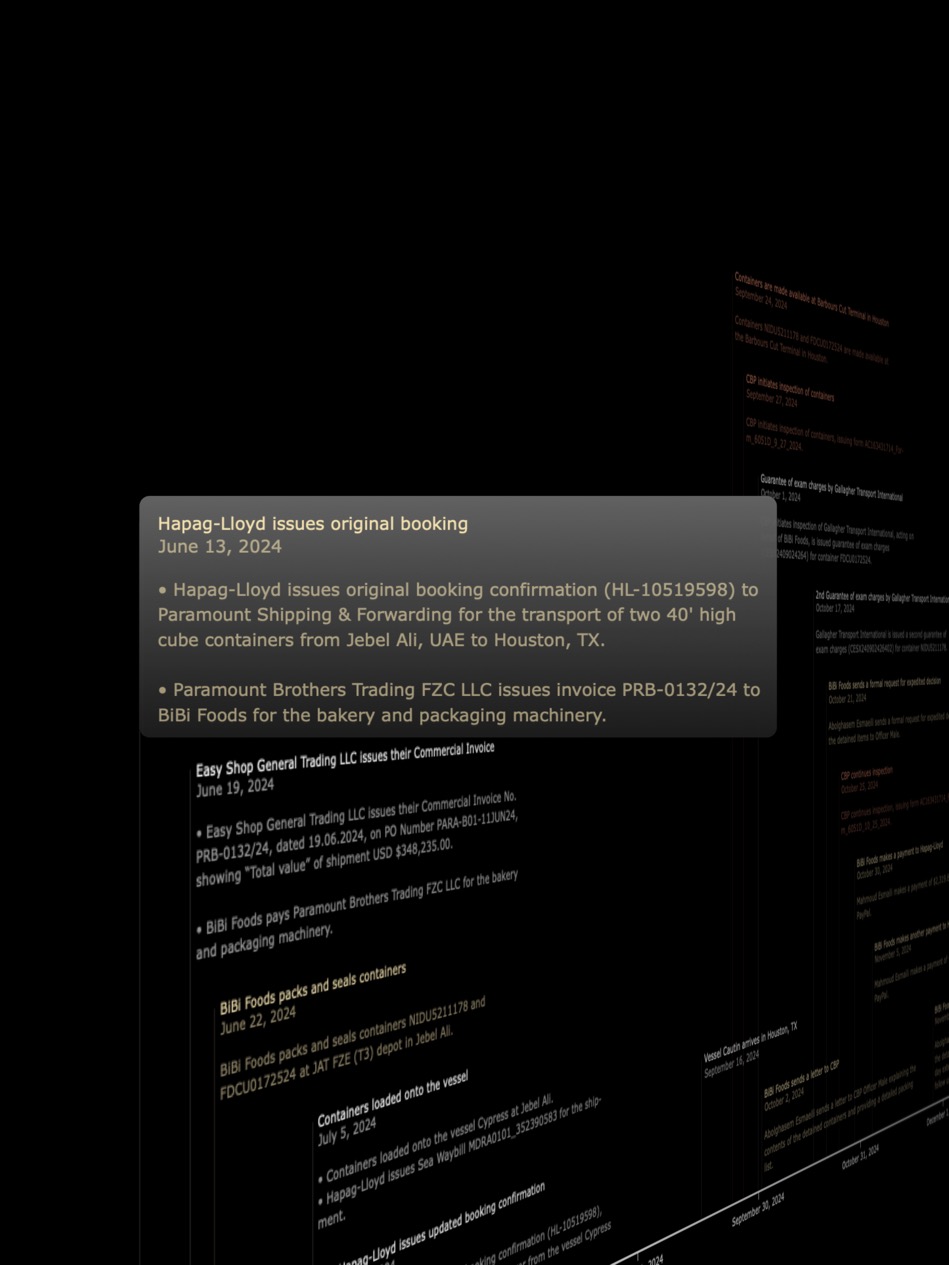 Hapag-Lloyd issues original booking
June 13, 2024
• Hapag-Lloyd issues original booking confirmation (HL-10519598) to
Paramount Shipping & Forwarding for the transport of two 40' high
cube containers from Jebel Ali, UAE to Houston, TX.
• Paramount Brothers Trading FZC LLC issues invoice PRB-0132/24 to
BiBi Foods for the bakery and packaging machinery.
Easy Shop General Trading LLC issues their Commercial Invoice
June 19, 2024
• Easy Shop General Trading LLC issues their Commercial Invoice No.
PRB-0132/24, dated 19.06.2024, on PO Number PARA-B01-11JUN24,
showing “Total value” of shipment USD $348,235.00.
• BiBi Foods pays Paramount Brothers Trading FZC LLC for the bakery
and packaging machinery.
BiBi Foods packs and seals containers
June 22, 2024
BiBi Foods packs and seals containers NIDU5211178 and
FDCU0172524 at JAT FZE (T3) depot in Jebel Ali.
Containers loaded onto the vessel
July 5, 2024
• Containers loaded onto the vessel Cypress at Jebel Ali.
• Hapag-Lloyd issues Sea Waybill MDRA0101_352390583 for the ship-
ment.
Hapag-Lloyd issues updated booking confirmation
booking confirmation (HL-10519598),
from the vessel Cypress
Containers are made available at Barbours Cut Terminal in Houston
September 24, 2024
Containers NIDU5211178 and FDCU0172524 are made available at
the Barbours Cut Terminal in Houston.
CBP initiates inspection of containers
September 27, 2024
CBP initiates inspection of containers, issuing form
m_6051D_9_27_2024.
Guarantee of exam charges by Gallagher Transport International
October 1, 2024
initiates inspection of Gallagher Transport International, acting on
of BiBi Foods, is issued guarantee of exam charges
for container FDCU0172524.
2nd Guarantee of exam charges by Gallagher Transport
October 17, 2024
Gallagher Transport International is issued a second guarantee of
exam charges (CESX240902426402) for container NIDU5211178.
BiBi Foods sends a formal request for expedited decision
October 21, 2024
Abolghasem Esmaeili sends a formal request for expedited
the detained items to Officer Male.
CBP continues inspection
October 25, 2024
CBP continues inspection, issuing form
BiBi Foods makes a payment to Hapag-Lloyd
October 30, 2024
Mahmoud Esmaeili makes a payment of
PayPal.
BiBi Foods makes another payment to
November 5, 2024
Mahmoud Esmaeili makes a payment of
PayPal.
Vessel Cautin arrives in Houston, TX
September 16, 2024
BiBi Foods sends a letter to CBP
October 2, 2024
Abolghasem Esmaeili sends a letter to CBP Officer Male explaining the
contents of the detained containers and providing a detailed packing
list.
2024
September 30, 2024
October 31, 2024